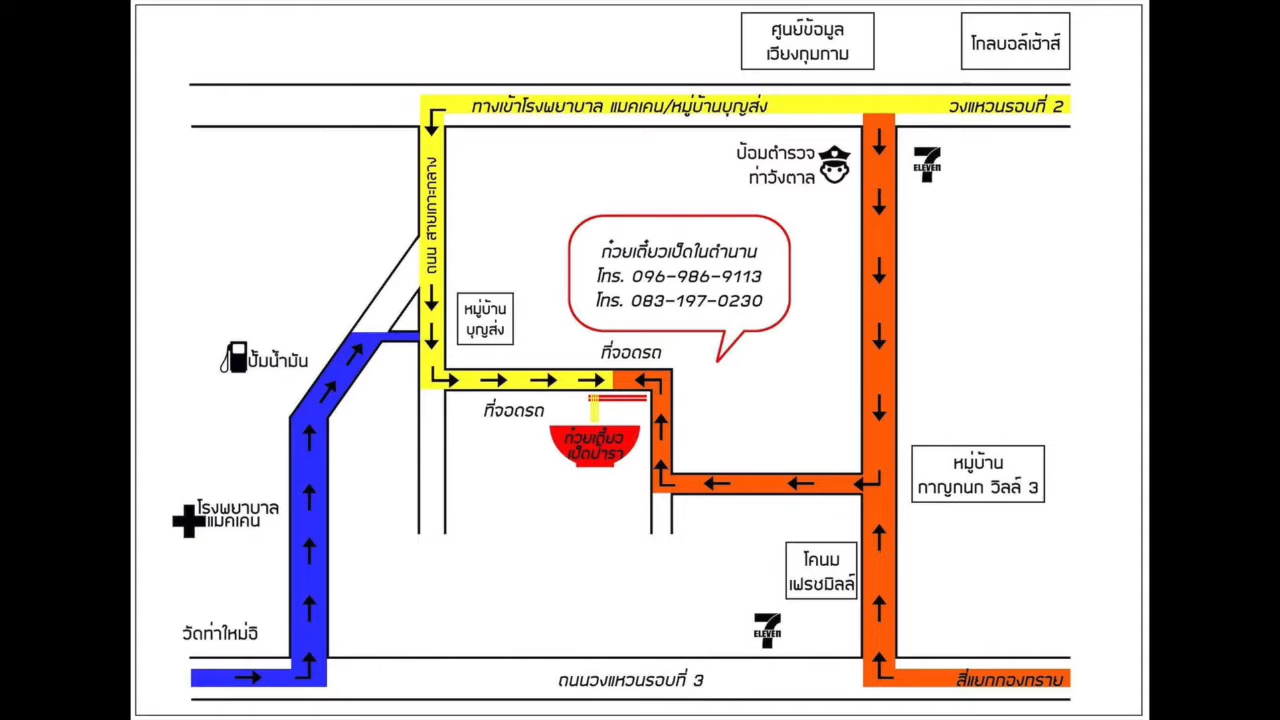 ศูนย์ข้อมูล
เวียงกุมกาม
โกลบอล์เฮ้าส์
ทางเข้าโรงพยาบาล แมคเคน/หมู่บ้านบุญส่ง
วงแหวนรอบที่ 2
ป้อมตำรวจ
ท่าวังตาล
7
ELEVEN
ถนน สายเกาะกลาง
ก๋วยเตี๋ยวเป็ดในตำนาน
โทร. 096-986-9113
โทร. 083-197-0230
หมู่บ้าน
บุญส่ง
ที่จอดรถ
ปั้มน้ำมัน
ที่จอดรถ
ก๋วยเตี๋ยว
เป็ดปารา
หมู่บ้าน
กาญกนก วิลล์ 3
โรงพยาบาล
แมคเคน
โคนม
เฟรชมิลล์
7
ELEVEN
วัดท่าใหม่อิ
ถนนวงแหวนรอบที่ 3
สี่แยกกองทราย